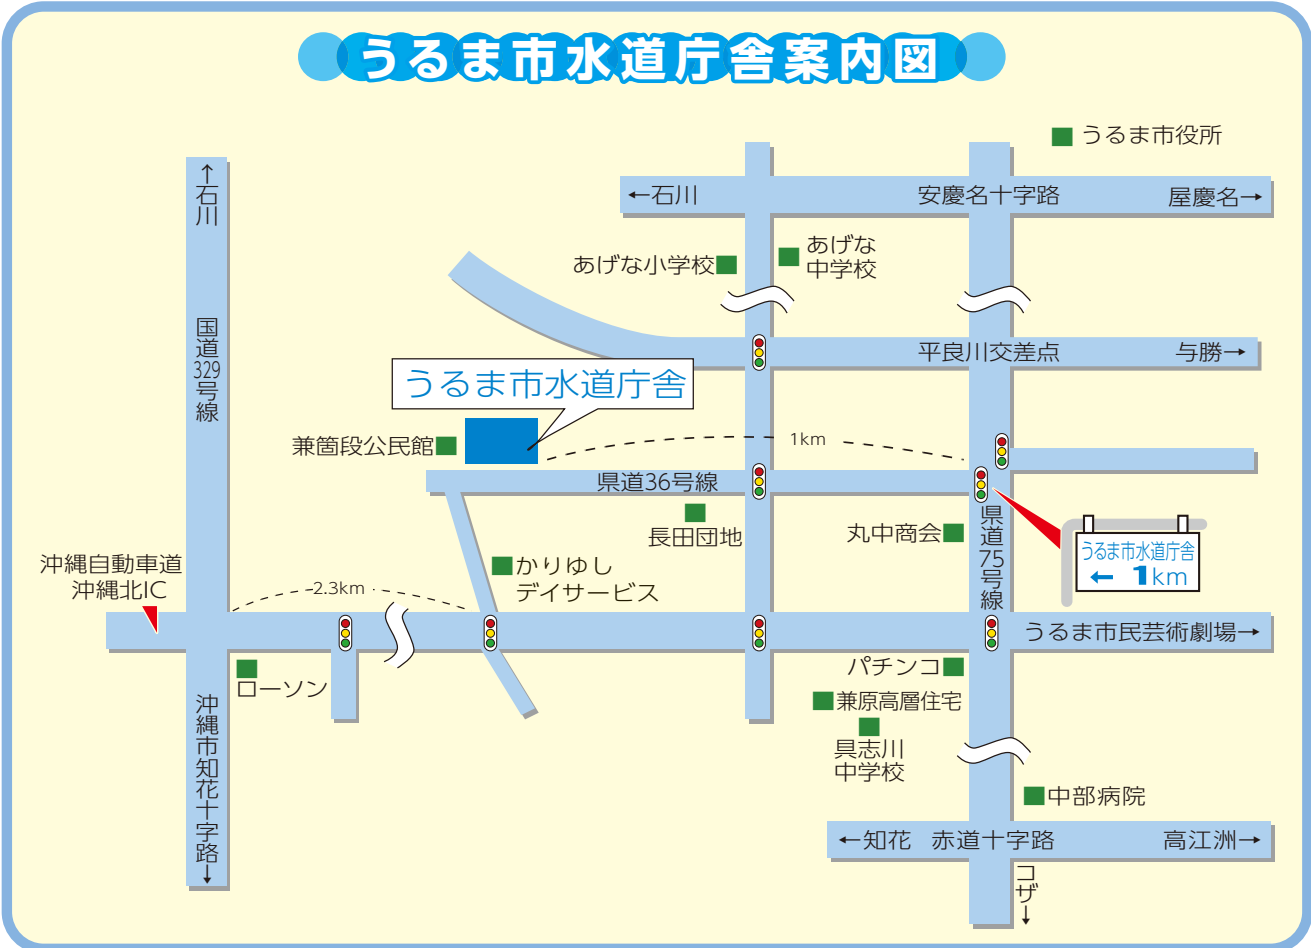 うるま市水道庁舎案内図
うるま市役所
↑石川
←石川
安慶名十字路
屋慶名→
あげな小学校
あげな
中学校
国道329号線
平良川交差点
与勝→
うるま市水道庁舎
兼箇段公民館
1km
県道36号線
長田団地
丸中商会
県道75号線
うるま市水道庁舎
← 1km
沖縄自動車道
沖縄北IC
かりゆし
デイサービス
2.3km
うるま市民芸術劇場→
ローソン
パチンコ
兼原高層住宅
具志川
中学校
沖縄市知花十字路↓
中部病院
←知花
赤道十字路
高江洲→
コザ↓